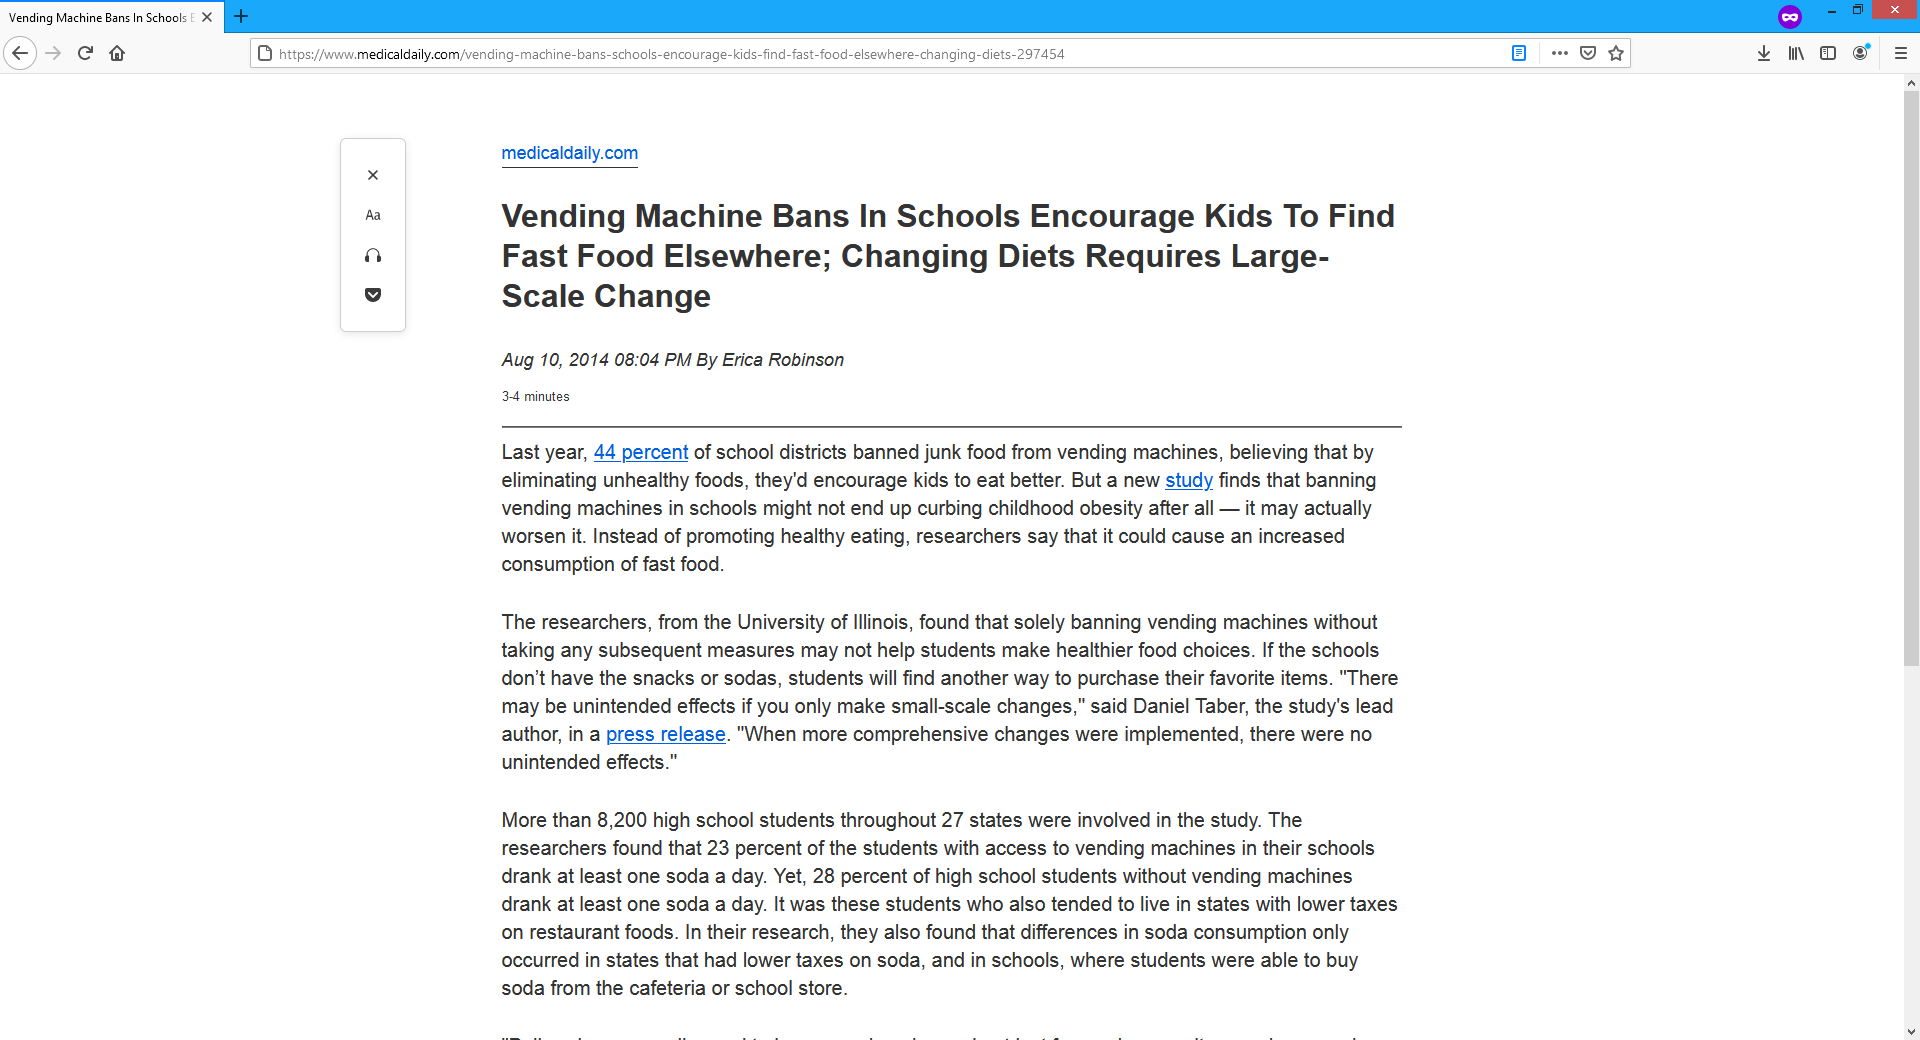 Vending Machine Bans In Schools E
https://www.medicaldaily.com/vending-machine-bans-schools-encourage-kids-find-fast-food-elsewhere-changing-diets-297454
medicaldaily.com
Aa
Vending Machine Bans In Schools Encourage Kids To Find
Fast Food Elsewhere; Changing Diets Requires Large-
Scale Change
Aug 10, 2014 08:04 PM By Erica Robinson
3-4 minutes
Last year, 44 percent of school districts banned junk food from vending machines, believing that by
eliminating unhealthy foods, they'd encourage kids to eat better. But a new study finds that banning
vending machines in schools might not end up curbing childhood obesity after all — it may actually
worsen it. Instead of promoting healthy eating, researchers say that it could cause an increased
consumption of fast food.
The researchers, from the University of Illinois, found that solely banning vending machines without
taking any subsequent measures may not help students make healthier food choices. If the schools
don’t have the snacks or sodas, students will find another way to purchase their favorite items. "There
may be unintended effects if you only make small-scale changes," said Daniel Taber, the study's lead
author, in a press release. "When more comprehensive changes were implemented, there were no
unintended effects."
More than 8,200 high school students throughout 27 states were involved in the study. The
researchers found that 23 percent of the students with access to vending machines in their schools
drank at least one soda a day. Yet, 28 percent of high school students without vending machines
drank at least one soda a day. It was these students who also tended to live in states with lower taxes
on restaurant foods. In their research, they also found that differences in soda consumption only
occurred in states that had lower taxes on soda, and in schools, where students were able to buy
soda from the cafeteria or school store.